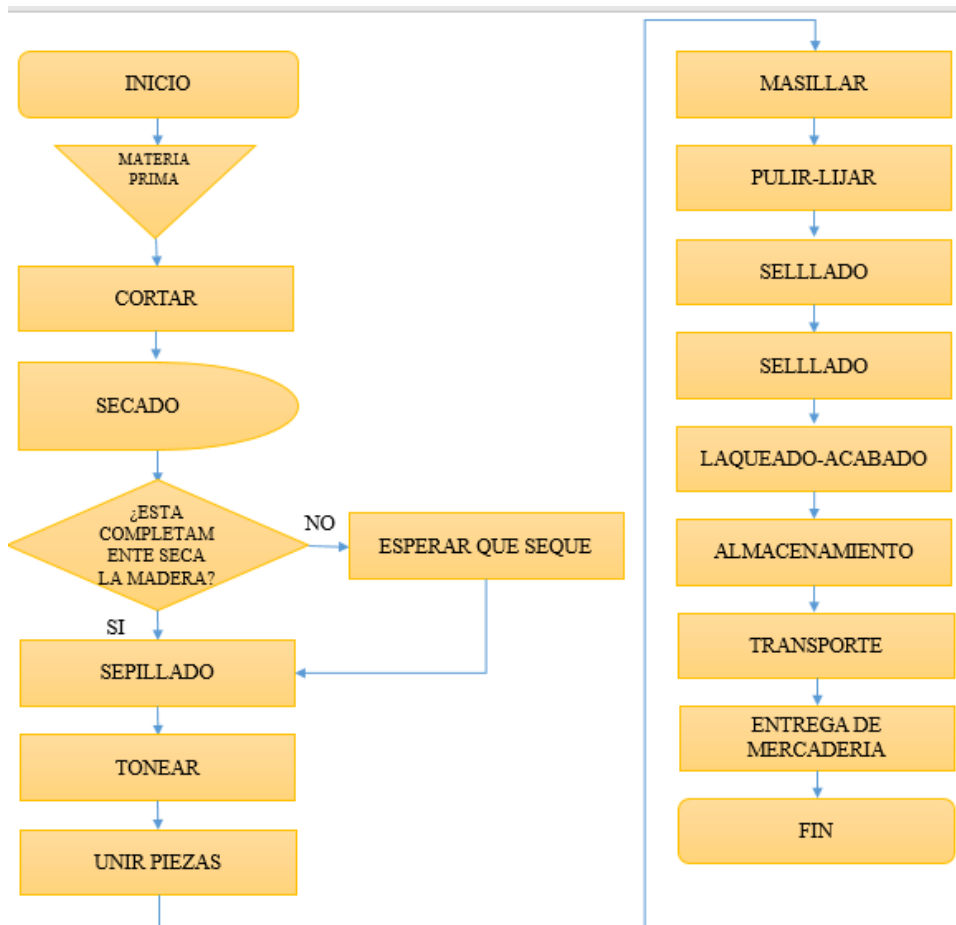 INICIO
MATERIA
PRIMA
CORTAR
SECADO
¿ESTA
COMPLETAM
ENTE SECA
LA MADERA?
NO
ESPERAR QUE SEQUE
SI
SEPILLADO
TONEAR
UNIR PIEZAS
MASILLAR
PULIR-LIJAR
SELLLADO
SELLLADO
LAQUEADO-ACABADO
ALMACENAMIENTO
TRANSPORTE
ENTREGA DE
MERCADERIA
FIN